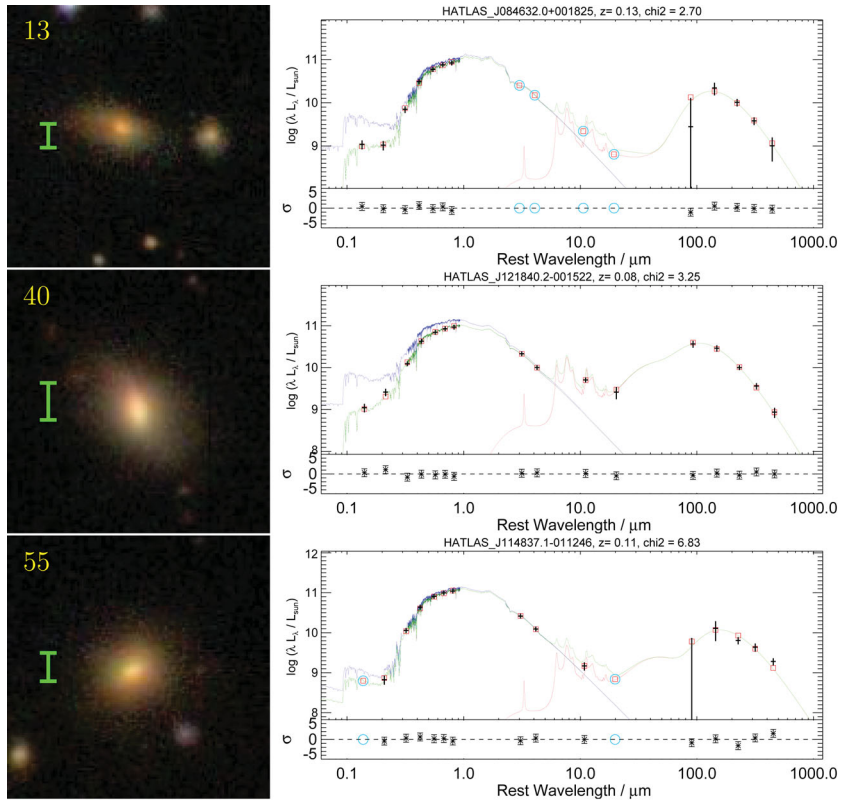 13
HATLAS_J084632.0+001825, z= 0.13, chi2 = 2.70
log (λ L_λ / L_sun)
11
10
9
σ
5
0
-5
0.1 1.0 10.0 100.0 1000.0
Rest Wavelength / μm
40
HATLAS_J121840.2-001522, z= 0.08, chi2 = 3.25
log (λ L_λ / L_sun)
11
10
9
8
σ
5
0
-5
0.1 1.0 10.0 100.0 1000.0
Rest Wavelength / μm
55
HATLAS_J114837.1-011246, z= 0.11, chi2 = 6.83
log (λ L_λ / L_sun)
12
11
10
9
8
σ
5
0
-5
0.1 1.0 10.0 100.0 1000.0
Rest Wavelength / μm